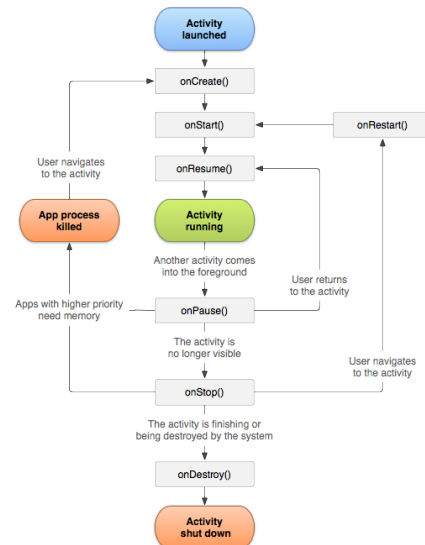 Activity
launched
onCreate()
onStart()
onRestart()
User navigates
to the activity
onResume()
App process
killed
Activity
running
Another activity comes
into the foreground
User returns
to the activity
Apps with higher priority
need memory
onPause()
The activity is
no longer visible
User navigates
to the activity
onStop()
The activity is finishing or
being destroyed by the system
onDestroy()
Activity
shut down